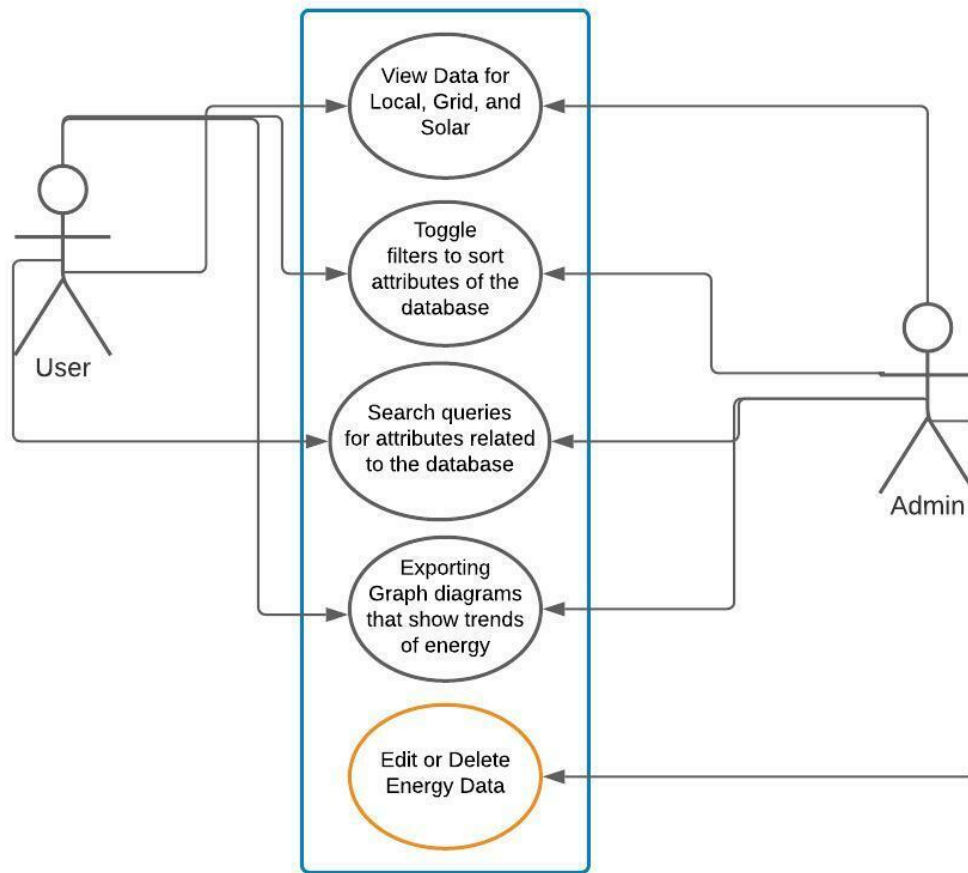 View Data for
Local, Grid, and
Solar
Toggle
filters to sort
attributes of the
database
User
Search queries
for attributes related
to the database
Admin
Exporting
Graph diagrams
that show trends
of energy
Edit or Delete
Energy Data